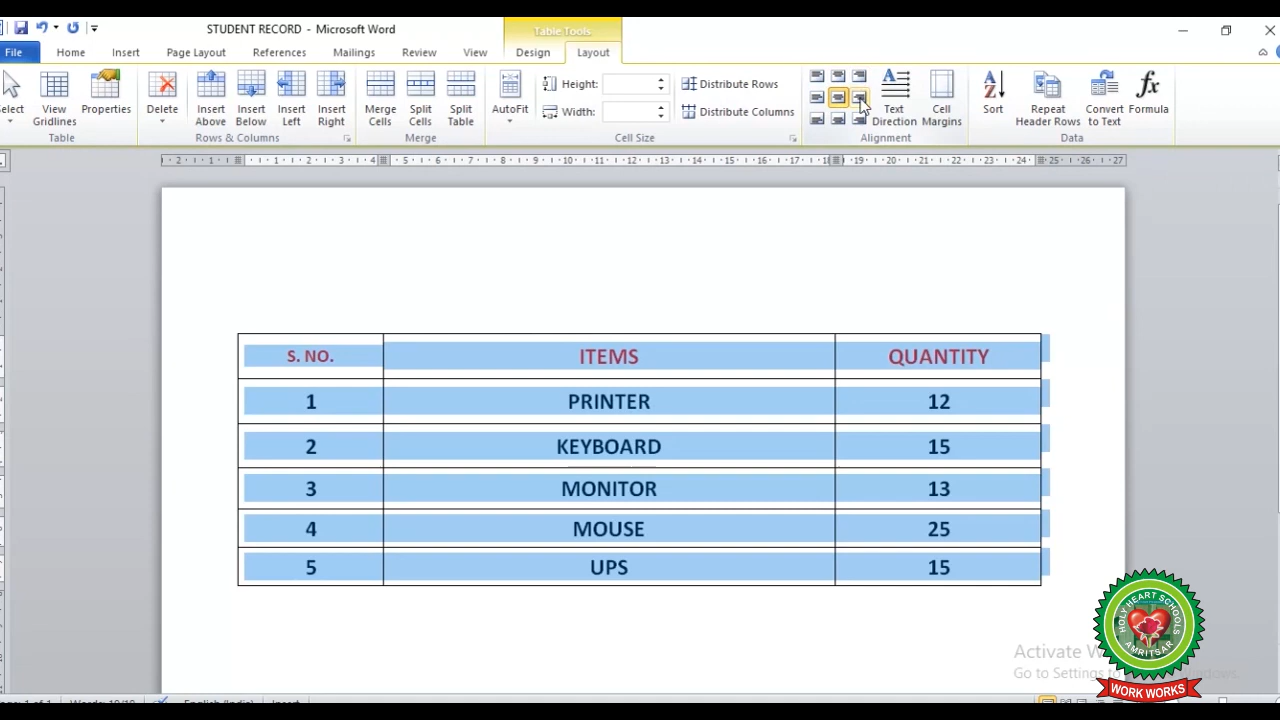 STUDENT RECORD - Microsoft Word
Table Tools
File Home Insert Page Layout References Mailings Review View Design Layout
View Gridlines
Properties
Delete
Insert Above
Insert Below
Insert Left
Insert Right
Merge Cells
Split Cells
Split Table
AutoFit
Height:
Width:
Distribute Rows
Distribute Columns
Text Direction
Cell Margins
Sort
Repeat Header Rows
Convert to Text
Formula
Table Rows & Columns Merge Cell Size Alignment Data
S. NO. ITEMS QUANTITY
1 PRINTER 12
2 KEYBOARD 15
3 MONITOR 13
4 MOUSE 25
5 UPS 15
Activate
Go to Settings
HOLY HEART SCHOOLS
AMRITSAR
WORK WORKS